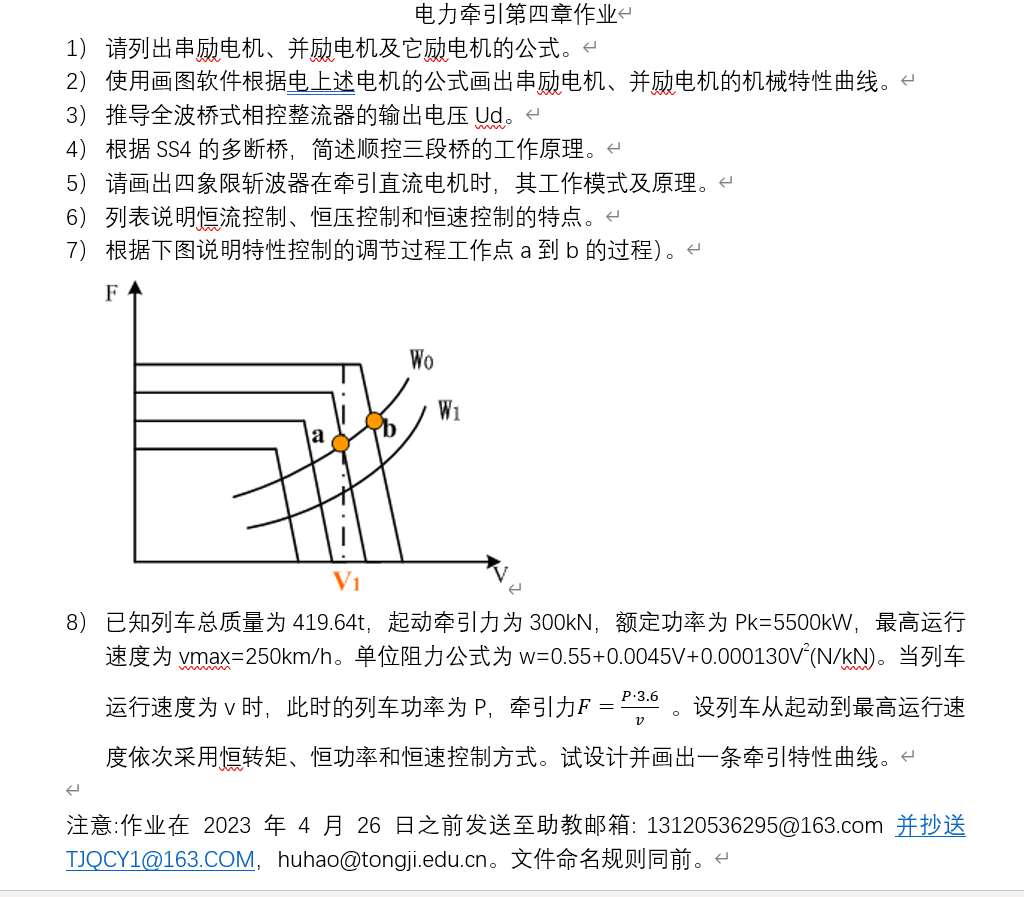 电力牵引第四章作业
1） 请列出串励电机、并励电机及它励电机的公式。
2） 使用画图软件根据电上述电机的公式画出串励电机、并励电机的机械特性曲线。
3） 推导全波桥式相控整流器的输出电压 Ud。
4） 根据 SS4 的多断桥，简述顺控三段桥的工作原理。
5） 请画出四象限斩波器在牵引直流电机时，其工作模式及原理。
6） 列表说明恒流控制、恒压控制和恒速控制的特点。
7） 根据下图说明特性控制的调节过程工作点 a 到 b 的过程）。
F
W0
W1
a
b
V1
V
8） 已知列车总质量为 419.64t，起动牵引力为 300kN，额定功率为 Pk=5500kW，最高运行
速度为 vmax=250km/h。单位阻力公式为 w=0.55+0.0045V+0.000130V²(N/kN)。当列车
运行速度为 v 时，此时的列车功率为 P，牵引力F = P·3.6/v 。设列车从起动到最高运行速
度依次采用恒转矩、恒功率和恒速控制方式。试设计并画出一条牵引特性曲线。
注意:作业在 2023 年 4 月 26 日之前发送至助教邮箱: 13120536295@163.com 并抄送
TJQCY1@163.COM，huhao@tongji.edu.cn。文件命名规则同前。